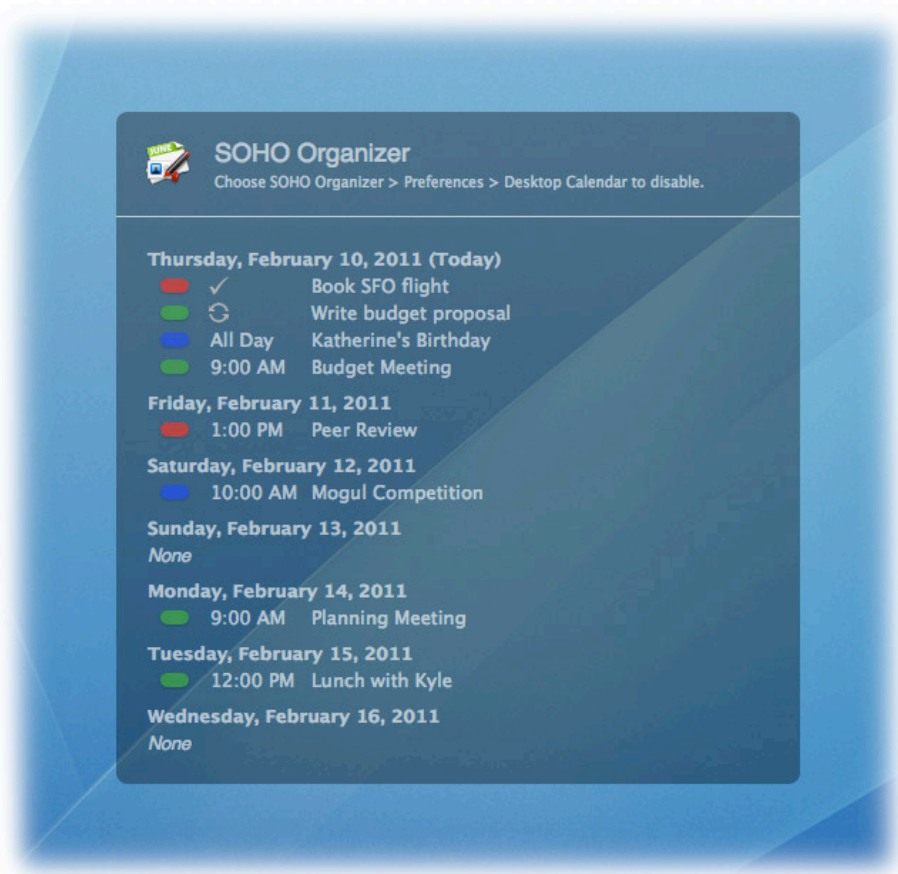 JUNE
SOHO Organizer
Choose SOHO Organizer > Preferences > Desktop Calendar to disable.
Thursday, February 10, 2011 (Today)
✓ Book SFO flight
Write budget proposal
All Day Katherine's Birthday
9:00 AM Budget Meeting
Friday, February 11, 2011
1:00 PM Peer Review
Saturday, February 12, 2011
10:00 AM Mogul Competition
Sunday, February 13, 2011
None
Monday, February 14, 2011
9:00 AM Planning Meeting
Tuesday, February 15, 2011
12:00 PM Lunch with Kyle
Wednesday, February 16, 2011
None